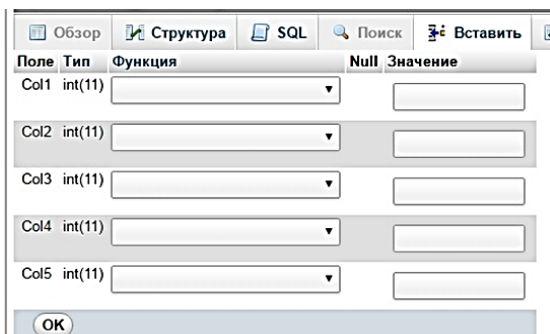 Обзор Структура SQL Поиск Вставить
Поле Тип Функция Null Значение
Col1 int(11)
Col2 int(11)
Col3 int(11)
Col4 int(11)
Col5 int(11)
OK